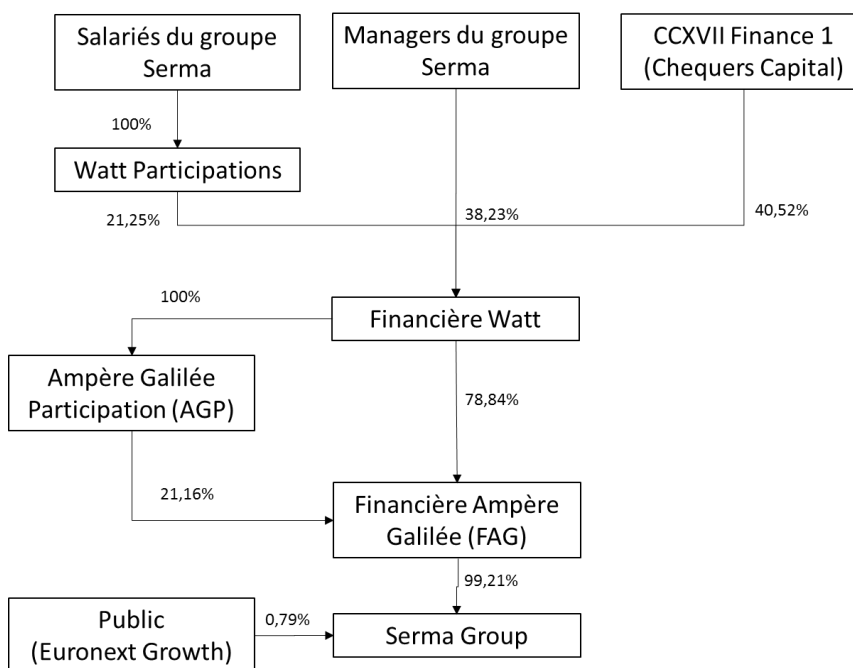 Salariés du groupe
Serma
Managers du groupe
Serma
CCXVII Finance 1
(Chequers Capital)
100%
Watt Participations
21,25%
38,23%
40,52%
100%
Financière Watt
Ampère Galilée
Participation (AGP)
78,84%
21,16%
Financière Ampère
Galilée (FAG)
99,21%
Public
(Euronext Growth)
0,79%
Serma Group